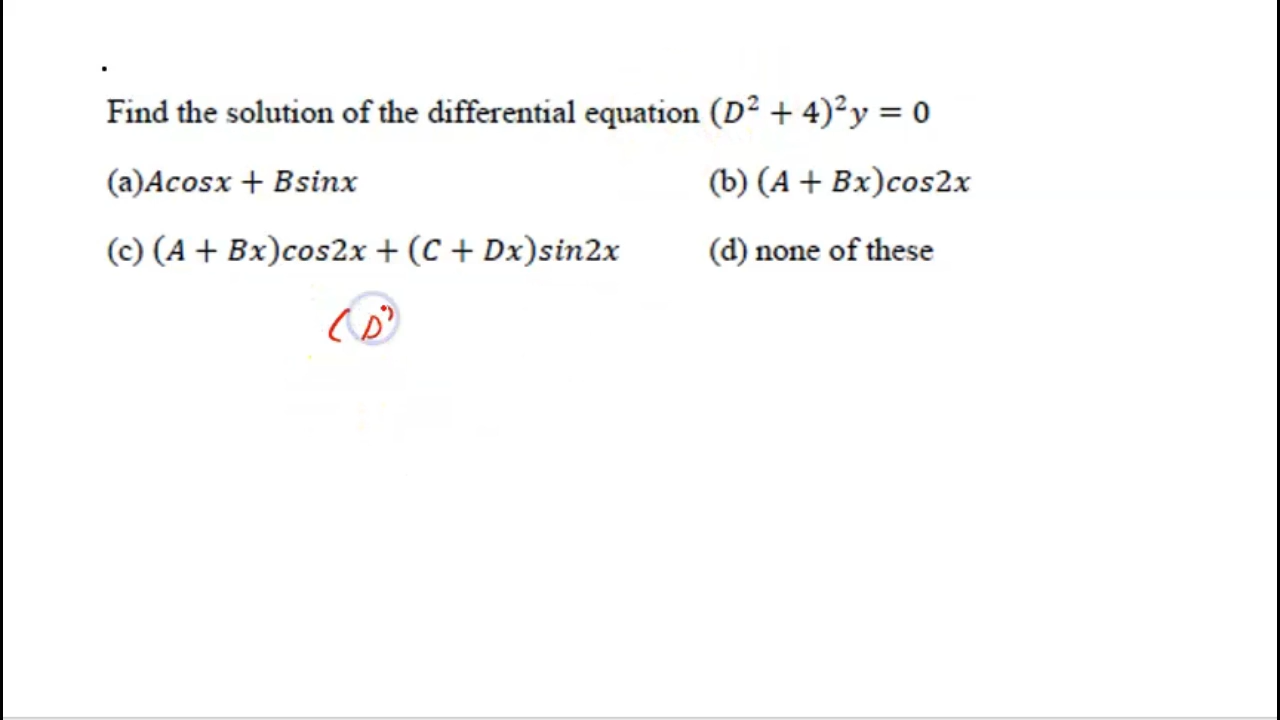 .
Find the solution of the differential equation (D² + 4)²y = 0
(a)Acosx + Bsinx (b) (A + Bx)cos2x
(c) (A + Bx)cos2x + (C + Dx)sin2x (d) none of these
(D